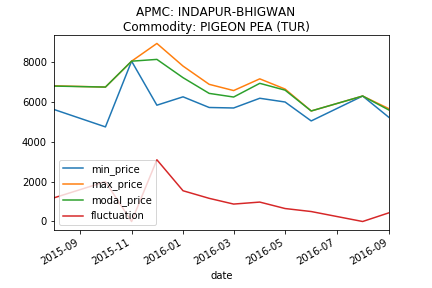 APMC: INDAPUR-BHIGWAN
Commodity: PIGEON PEA (TUR)
8000
6000
4000
2000
0
min_price
max_price
modal_price
fluctuation
2015-09
2015-11
2016-01
2016-03
2016-05
2016-07
2016-09
date